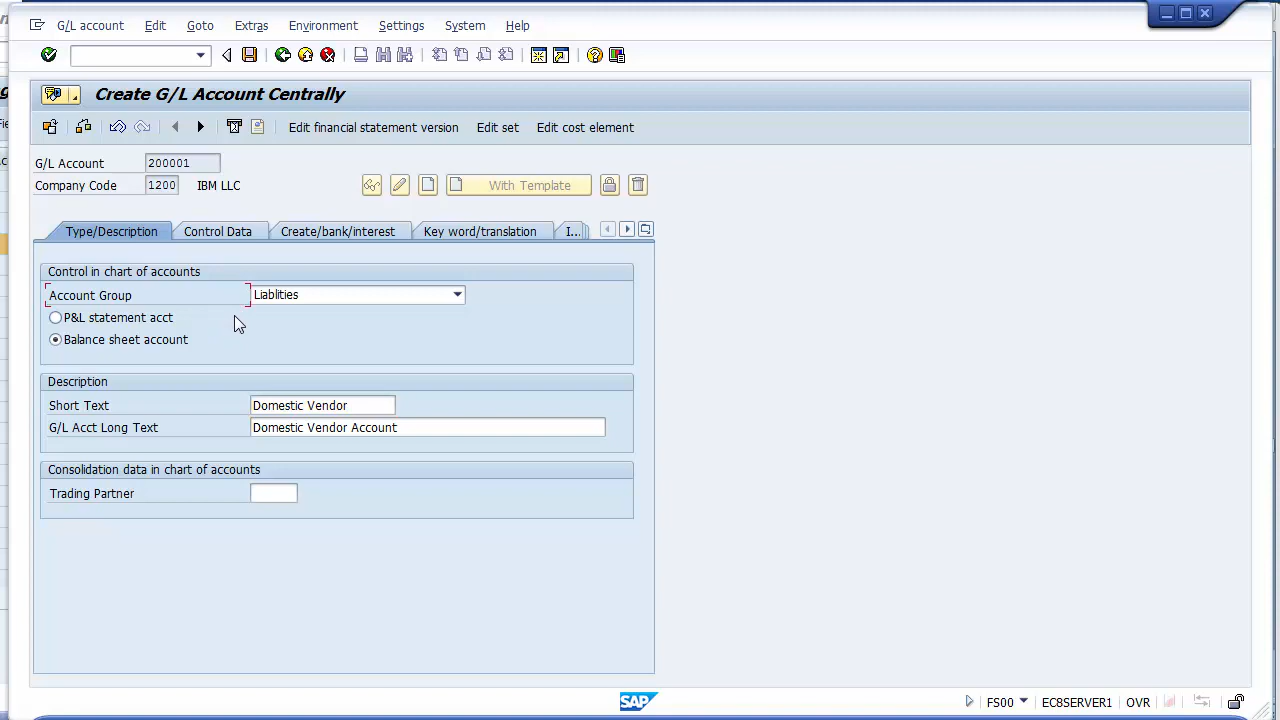 G/L account Edit Goto Extras Environment Settings System Help
Create G/L Account Centrally
Edit financial statement version Edit set Edit cost element
G/L Account 200001
Company Code 1200 IBM LLC With Template
Type/Description Control Data Create/bank/interest Key word/translation I...
Control in chart of accounts
Account Group Liablities
P&L statement acct
Balance sheet account
Description
Short Text Domestic Vendor
G/L Acct Long Text Domestic Vendor Account
Consolidation data in chart of accounts
Trading Partner
SAP FS00 EC8SERVER1 OVR